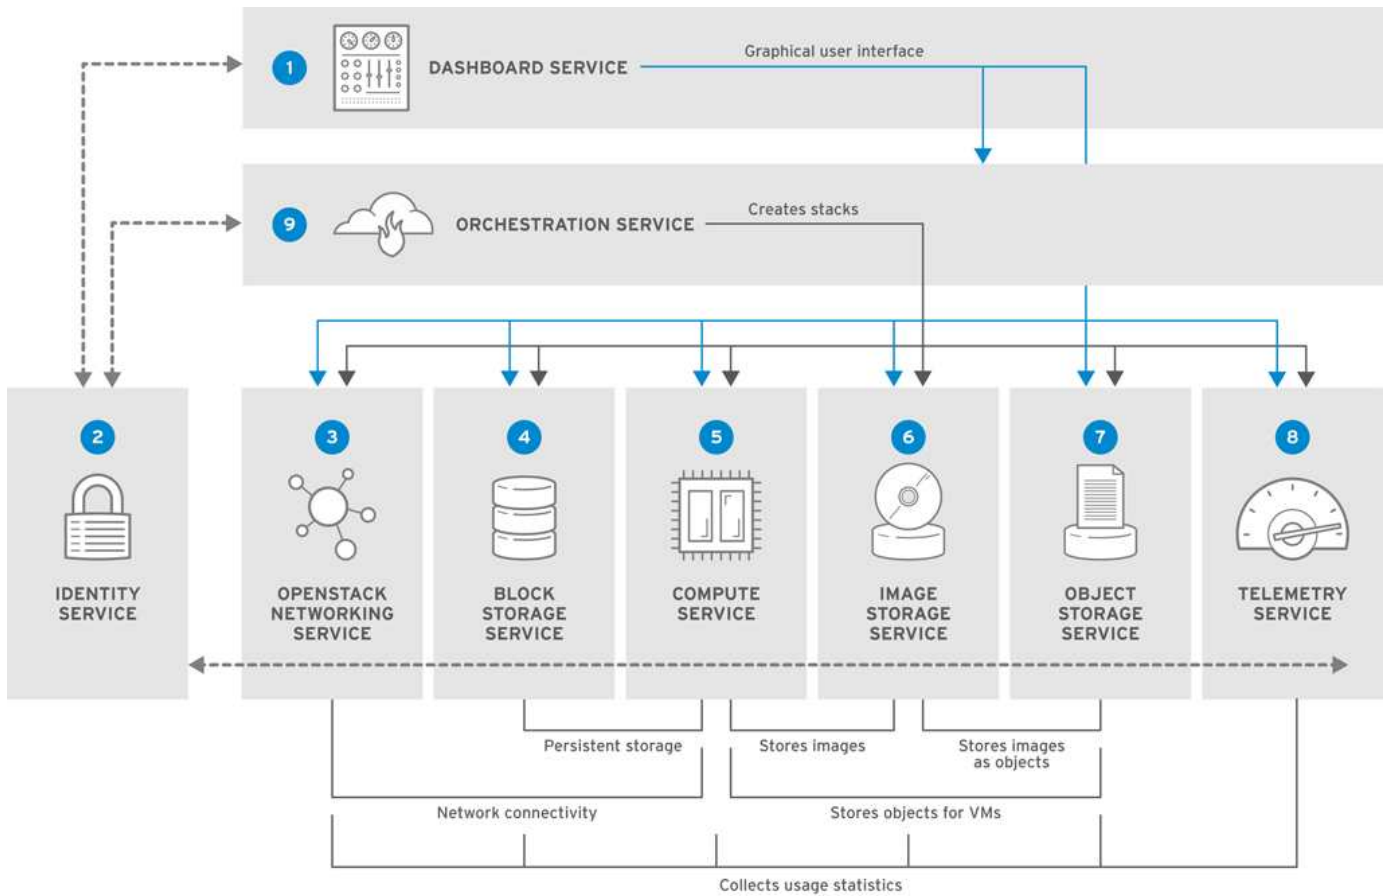 1
DASHBOARD SERVICE
Graphical user interface
9
ORCHESTRATION SERVICE
Creates stacks
2
IDENTITY
SERVICE
3
OPENSTACK
NETWORKING
SERVICE
4
BLOCK
STORAGE
SERVICE
5
COMPUTE
SERVICE
6
IMAGE
STORAGE
SERVICE
7
OBJECT
STORAGE
SERVICE
8
TELEMETRY
SERVICE
Persistent storage
Stores images
Stores images
as objects
Network connectivity
Stores objects for VMs
Collects usage statistics